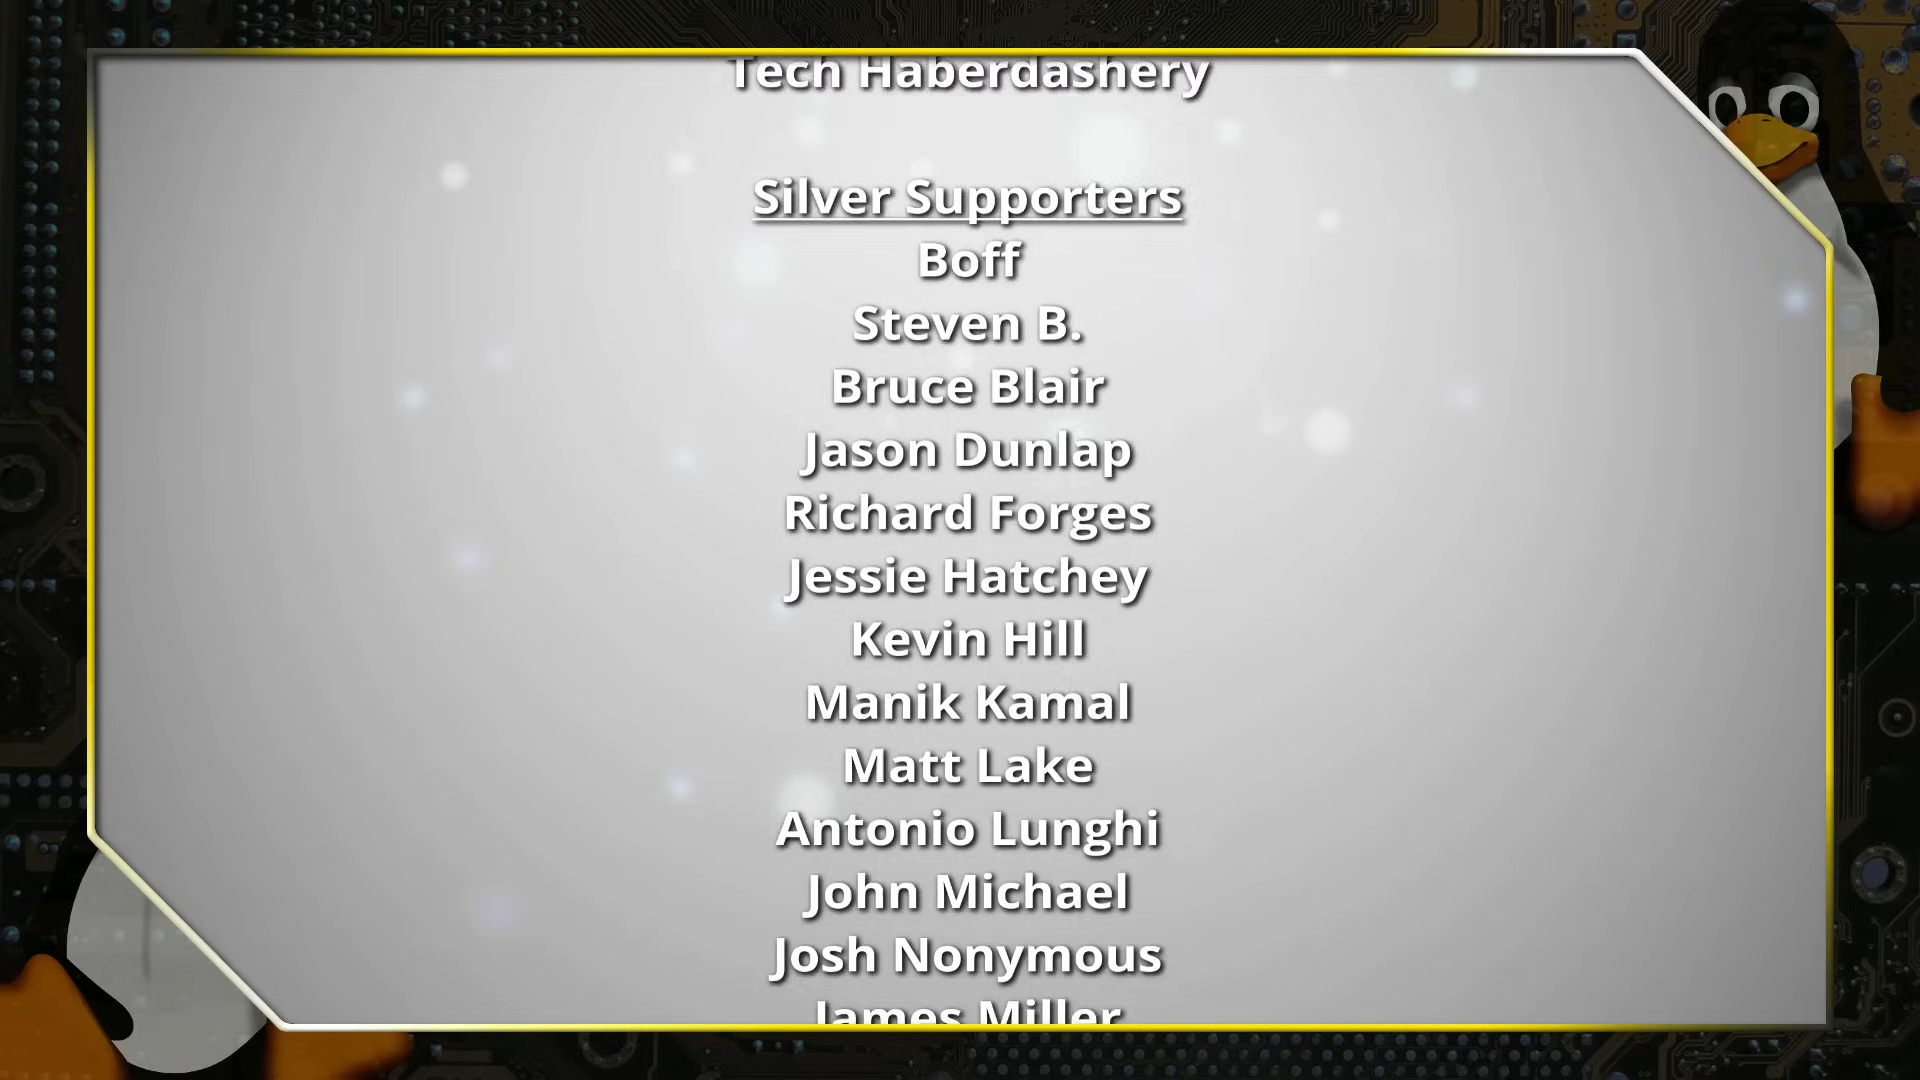 Tech Haberdashery
Silver Supporters
Boff
Steven B.
Bruce Blair
Jason Dunlap
Richard Forges
Jessie Hatchey
Kevin Hill
Manik Kamal
Matt Lake
Antonio Lunghi
John Michael
Josh Nonymous
James Miller